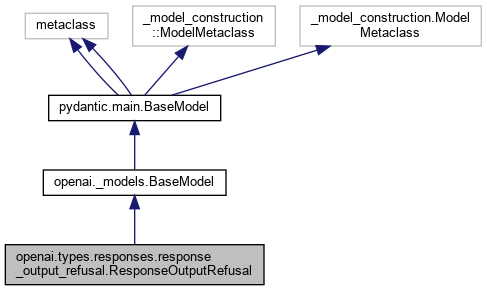 metaclass
_model_construction
::ModelMetaclass
_model_construction.Model
Metaclass
pydantic.main.BaseModel
openai._models.BaseModel
openai.types.responses.response
_output_refusal.ResponseOutputRefusal